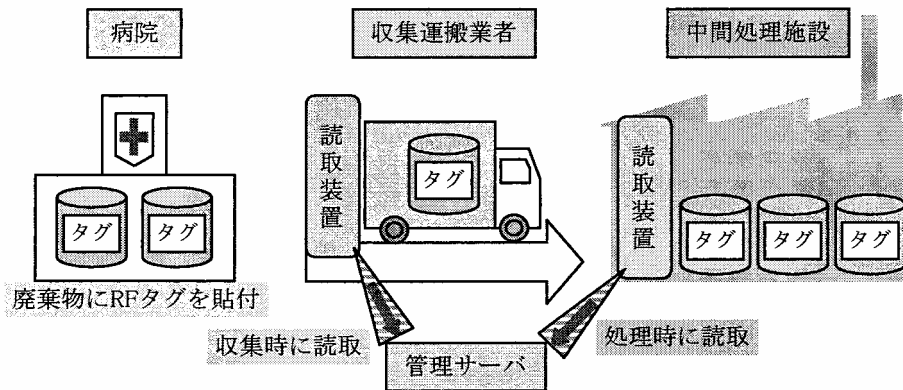 病院
収集運搬業者
中間処理施設
読取装置
タグ
読取装置
タグ
タグ
タグ
タグ
タグ
廃棄物にRFタグを貼付
収集時に読取
処理時に読取
管理サーバ